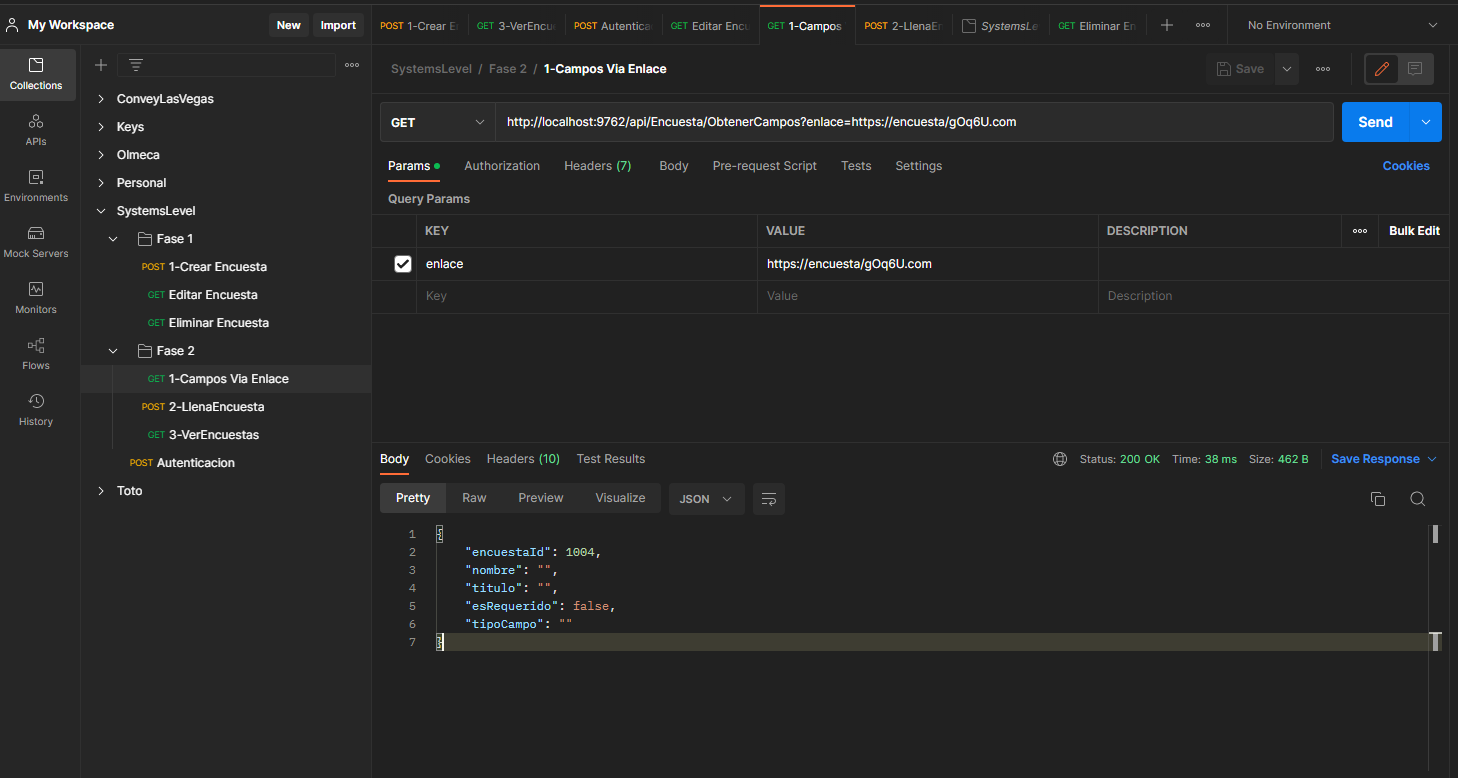 My Workspace New Import
POST 1-Crear E GET 3-VerEncu POST Autentica GET Editar Encu GET 1-Campos POST 2-LlenaEn SystemsLe GET Eliminar En No Environment
Collections
APIs
Environments
Mock Servers
Monitors
Flows
History
ConveyLasVegas
Keys
Olmeca
Personal
SystemsLevel
Fase 1
POST 1-Crear Encuesta
GET Editar Encuesta
GET Eliminar Encuesta
Fase 2
GET 1-Campos Via Enlace
POST 2-LlenaEncuesta
GET 3-VerEncuestas
POST Autenticacion
Toto
SystemsLevel / Fase 2 / 1-Campos Via Enlace Save
GET http://localhost:9762/api/Encuesta/ObtenerCampos?enlace=https://encuesta/gOq6U.com Send
Params Authorization Headers (7) Body Pre-request Script Tests Settings Cookies
Query Params
KEY VALUE DESCRIPTION Bulk Edit
enlace https://encuesta/gOq6U.com
Key Value Description
Body Cookies Headers (10) Test Results Status: 200 OK Time: 38 ms Size: 462 B Save Response
Pretty Raw Preview Visualize JSON
1 {
2 "encuestaId": 1004,
3 "nombre": "",
4 "titulo": "",
5 "esRequerido": false,
6 "tipoCampo": ""
7 }